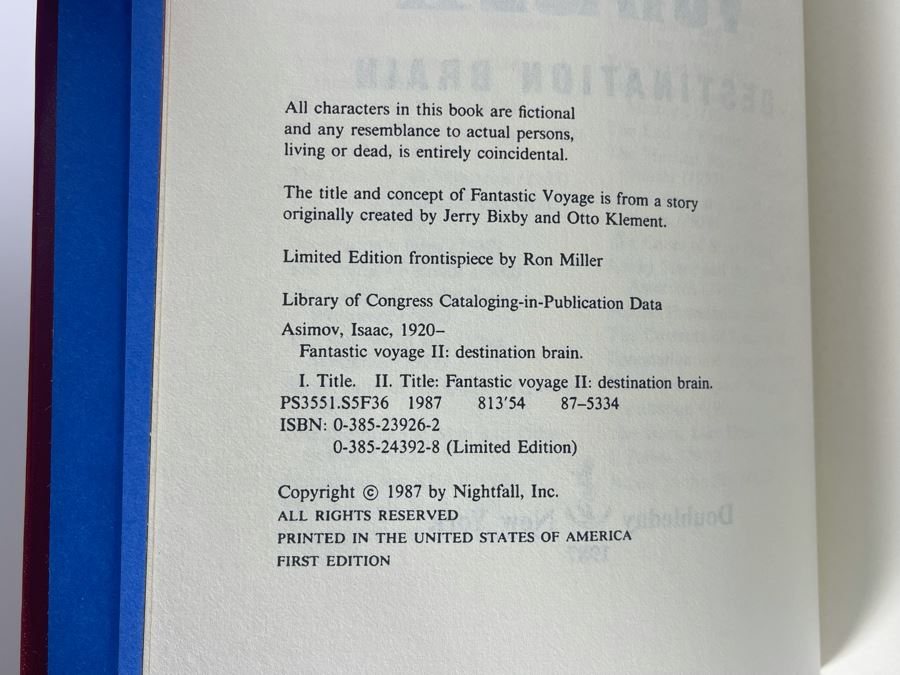 All characters in this book are fictional
and any resemblance to actual persons,
living or dead, is entirely coincidental.
The title and concept of Fantastic Voyage is from a story
originally created by Jerry Bixby and Otto Klement.
Limited Edition frontispiece by Ron Miller
Library of Congress Cataloging-in-Publication Data
Asimov, Isaac, 1920–
Fantastic voyage II: destination brain.
I. Title. II. Title: Fantastic voyage II: destination brain.
PS3551.S5F36 1987 813′54 87–5334
ISBN: 0-385-23926-2
0-385-24392-8 (Limited Edition)
Copyright © 1987 by Nightfall, Inc.
ALL RIGHTS RESERVED
PRINTED IN THE UNITED STATES OF AMERICA
FIRST EDITION